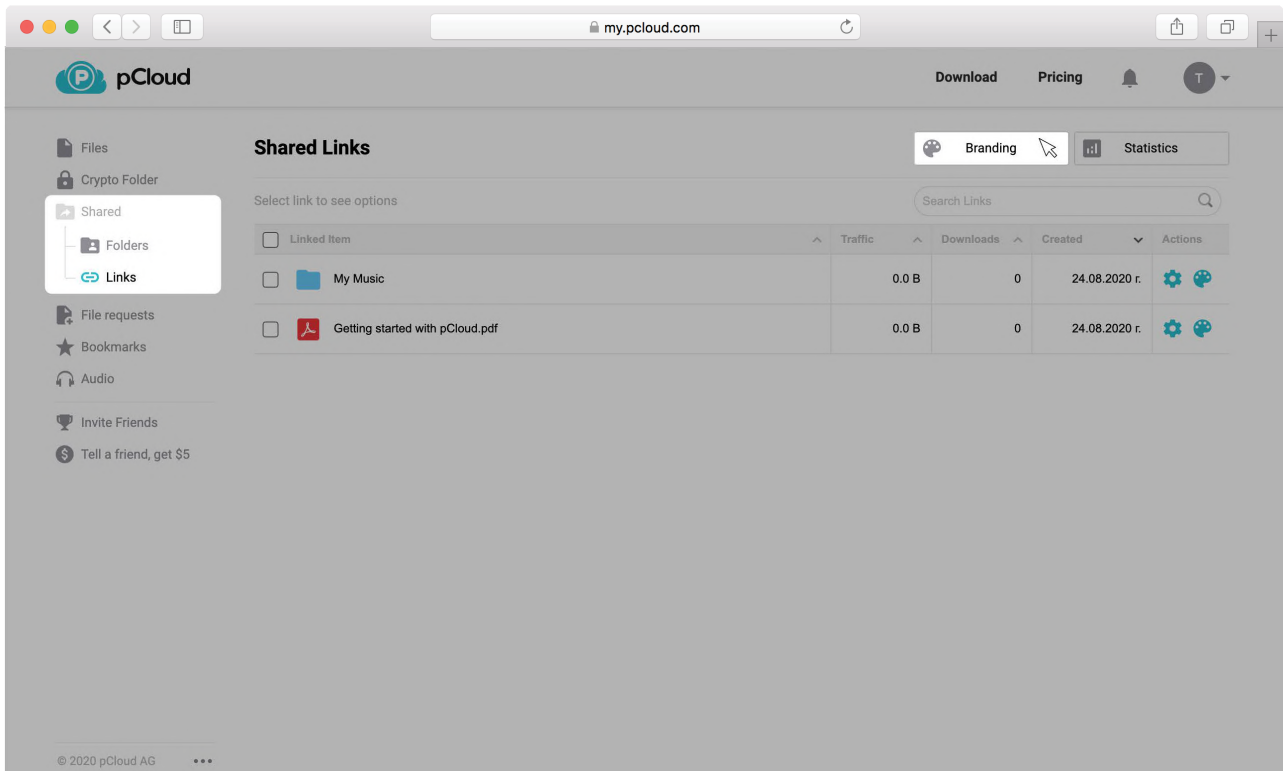 my.pcloud.com
pCloud
Download
Pricing
T
Files
Crypto Folder
Shared
Folders
Links
File requests
Bookmarks
Audio
Invite Friends
Tell a friend, get $5
© 2020 pCloud AG
Shared Links
Branding
Statistics
Select link to see options
Search Links
Linked Item Traffic Downloads Created Actions
My Music 0.0 B 0 24.08.2020 г.
Getting started with pCloud.pdf 0.0 B 0 24.08.2020 г.